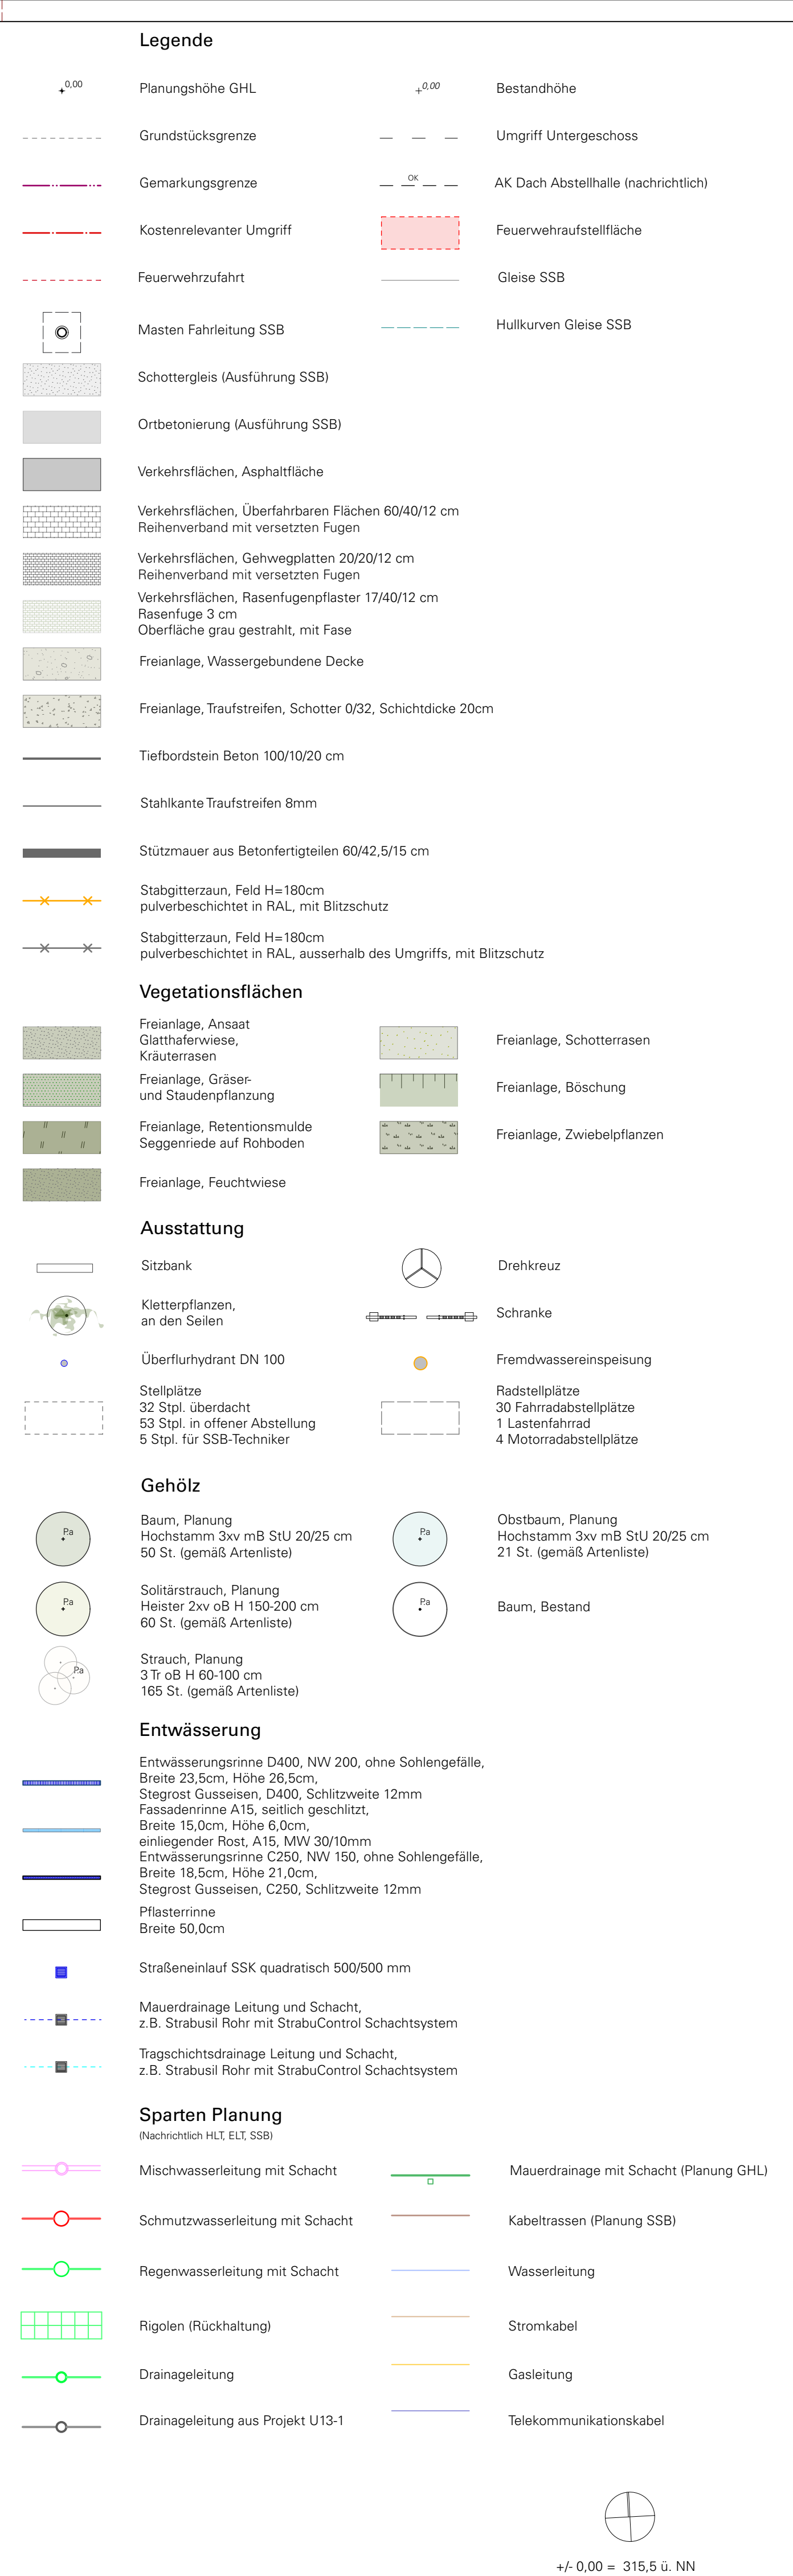 Legende
0,00
Planungshöhe GHL
0,00
Bestandhöhe
Grundstücksgrenze
Umgriff Untergeschoss
Gemarkungsgrenze
OK
AK Dach Abstellhalle (nachrichtlich)
Kostenrelevanter Umgriff
Feuerwehraufstellfläche
Feuerwehrzufahrt
Gleise SSB
Masten Fahrleitung SSB
Hullkurven Gleise SSB
Schottergleis (Ausführung SSB)
Ortbetonierung (Ausführung SSB)
Verkehrsflächen, Asphaltfläche
Verkehrsflächen, Überfahrbaren Flächen 60/40/12 cm
Reihenverband mit versetzten Fugen
Verkehrsflächen, Gehwegplatten 20/20/12 cm
Reihenverband mit versetzten Fugen
Verkehrsflächen, Rasenfugenpflaster 17/40/12 cm
Rasenfuge 3 cm
Oberfläche grau gestrahlt, mit Fase
Freianlage, Wassergebundene Decke
Freianlage, Traufstreifen, Schotter 0/32, Schichtdicke 20cm
Tiefbordstein Beton 100/10/20 cm
Stahlkante Traufstreifen 8mm
Stützmauer aus Betonfertigteilen 60/42,5/15 cm
Stabgitterzaun, Feld H=180cm
pulverbeschichtet in RAL, mit Blitzschutz
Stabgitterzaun, Feld H=180cm
pulverbeschichtet in RAL, ausserhalb des Umgriffs, mit Blitzschutz
Vegetationsflächen
Freianlage, Ansaat
Glatthaferwiese,
Kräuterrasen
Freianlage, Schotterrasen
Freianlage, Gräser-
und Staudenpflanzung
Freianlage, Böschung
Freianlage, Retentionsmulde
Seggenriede auf Rohboden
Freianlage, Zwiebelpflanzen
Freianlage, Feuchtwiese
Ausstattung
Sitzbank
Drehkreuz
Kletterpflanzen,
an den Seilen
Schranke
Überflurhydrant DN 100
Fremdwassereinspeisung
Stellplätze
32 Stpl. überdacht
53 Stpl. in offener Abstellung
5 Stpl. für SSB-Techniker
Radstellplätze
30 Fahrradabstellplätze
1 Lastenfahrrad
4 Motorradabstellplätze
Gehölz
P.a
Baum, Planung
Hochstamm 3xv mB StU 20/25 cm
50 St. (gemäß Artenliste)
P.a
Obstbaum, Planung
Hochstamm 3xv mB StU 20/25 cm
21 St. (gemäß Artenliste)
P.a
Solitärstrauch, Planung
Heister 2xv oB H 150-200 cm
60 St. (gemäß Artenliste)
P.a
Baum, Bestand
P.a
Strauch, Planung
3 Tr oB H 60-100 cm
165 St. (gemäß Artenliste)
Entwässerung
Entwässerungsrinne D400, NW 200, ohne Sohlengefälle,
Breite 23,5cm, Höhe 26,5cm,
Stegrost Gusseisen, D400, Schlitzweite 12mm
Fassadenrinne A15, seitlich geschlitzt,
Breite 15,0cm, Höhe 6,0cm,
einliegender Rost, A15, MW 30/10mm
Entwässerungsrinne C250, NW 150, ohne Sohlengefälle,
Breite 18,5cm, Höhe 21,0cm,
Stegrost Gusseisen, C250, Schlitzweite 12mm
Pflasterrinne
Breite 50,0cm
Straßeneinlauf SSK quadratisch 500/500 mm
Mauerdrainage Leitung und Schacht,
z.B. Strabusil Rohr mit StrabuControl Schachtsystem
Tragschichtsdrainage Leitung und Schacht,
z.B. Strabusil Rohr mit StrabuControl Schachtsystem
Sparten Planung
(Nachrichtlich HLT, ELT, SSB)
Mischwasserleitung mit Schacht
Mauerdrainage mit Schacht (Planung GHL)
Schmutzwasserleitung mit Schacht
Kabeltrassen (Planung SSB)
Regenwasserleitung mit Schacht
Wasserleitung
Rigolen (Rückhaltung)
Stromkabel
Drainageleitung
Gasleitung
Drainageleitung aus Projekt U13-1
Telekommunikationskabel
+/- 0,00 = 315,5 ü. NN